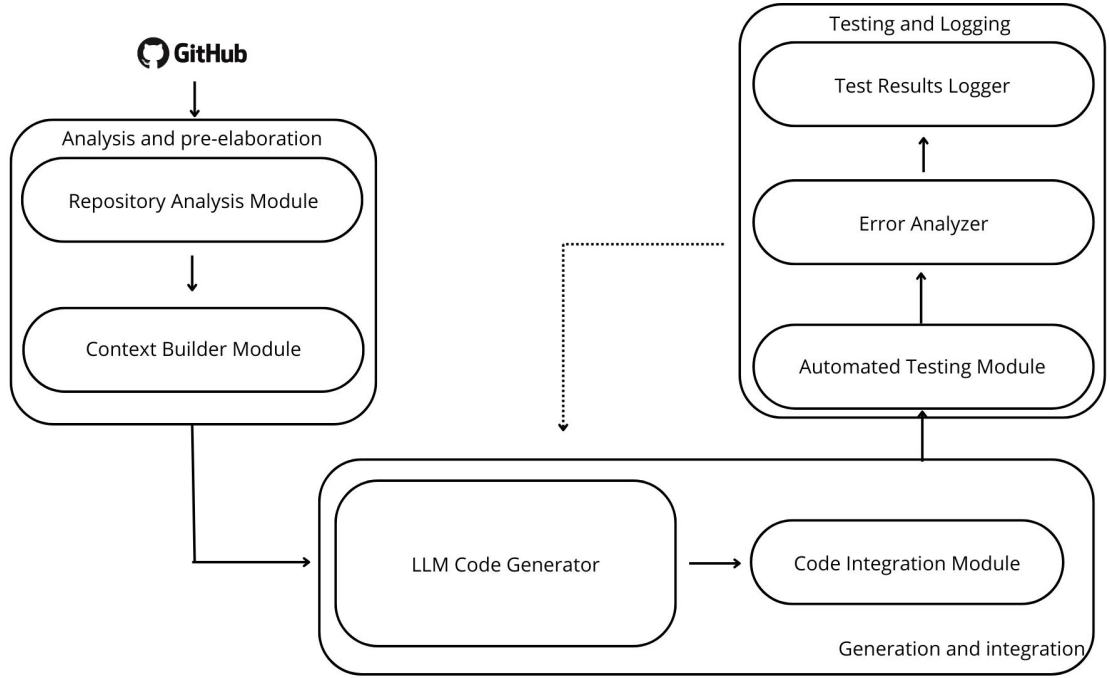 GitHub
Analysis and pre-elaboration
Repository Analysis Module
Context Builder Module
Testing and Logging
Test Results Logger
Error Analyzer
Automated Testing Module
LLM Code Generator
Code Integration Module
Generation and integration